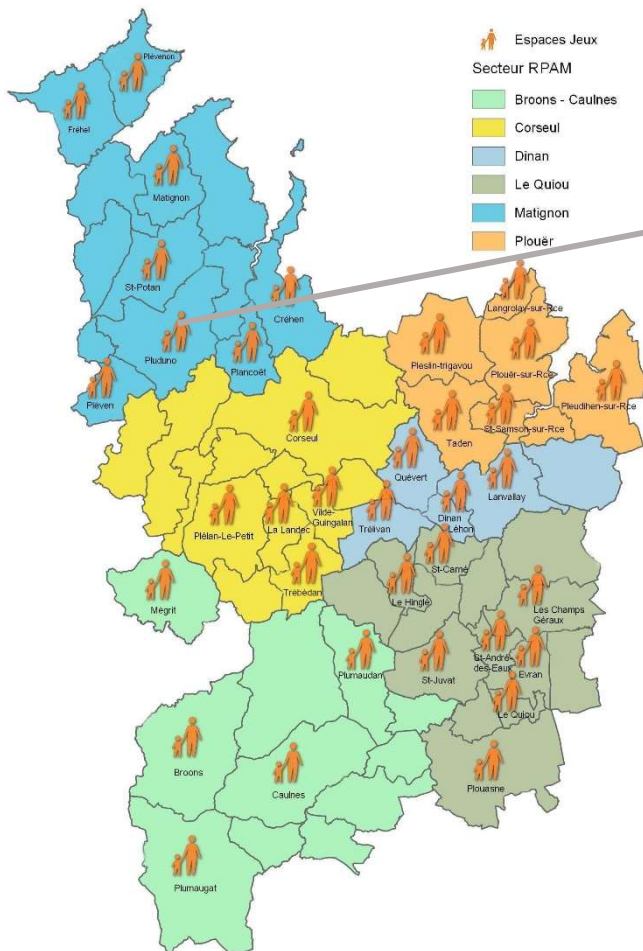 Espaces Jeux
Secteur RPAM
Broons - Caulnes
Corseul
Dinan
Le Quiou
Matignon
Plouër
Plévenon
Fréhel
Matignon
St-Potan
Créhen
Pluduno
Plancoët
Pléven
Langrolay-sur-Rce
Pleslin-trigavou
Plouër-sur-Rce
Pleudihen-sur-Rce
St-Samson-sur-Rce
Taden
Corseul
Quévert
Lanvallay
Dinan
Léhon
Trélivan
Vildé-
Guingalan
La Landec
Plélan-Le-Petit
Trébédan
St-Carné
Le Hinglé
Les Champs
Géraux
Mégrit
St-André-
des-Eaux
Evran
Plumaudan
St-Juvat
Le Quiou
Broons
Caulnes
Plouasne
Plumaugat